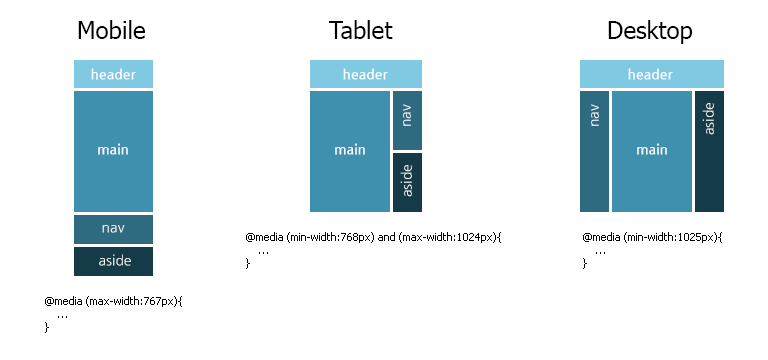 Mobile
header
main
nav
aside
@media (max-width:767px){
...
}
Tablet
header
main
nav
aside
@media (min-width:768px) and (max-width:1024px){
...
}
Desktop
header
nav
main
aside
@media (min-width:1025px){
...
}